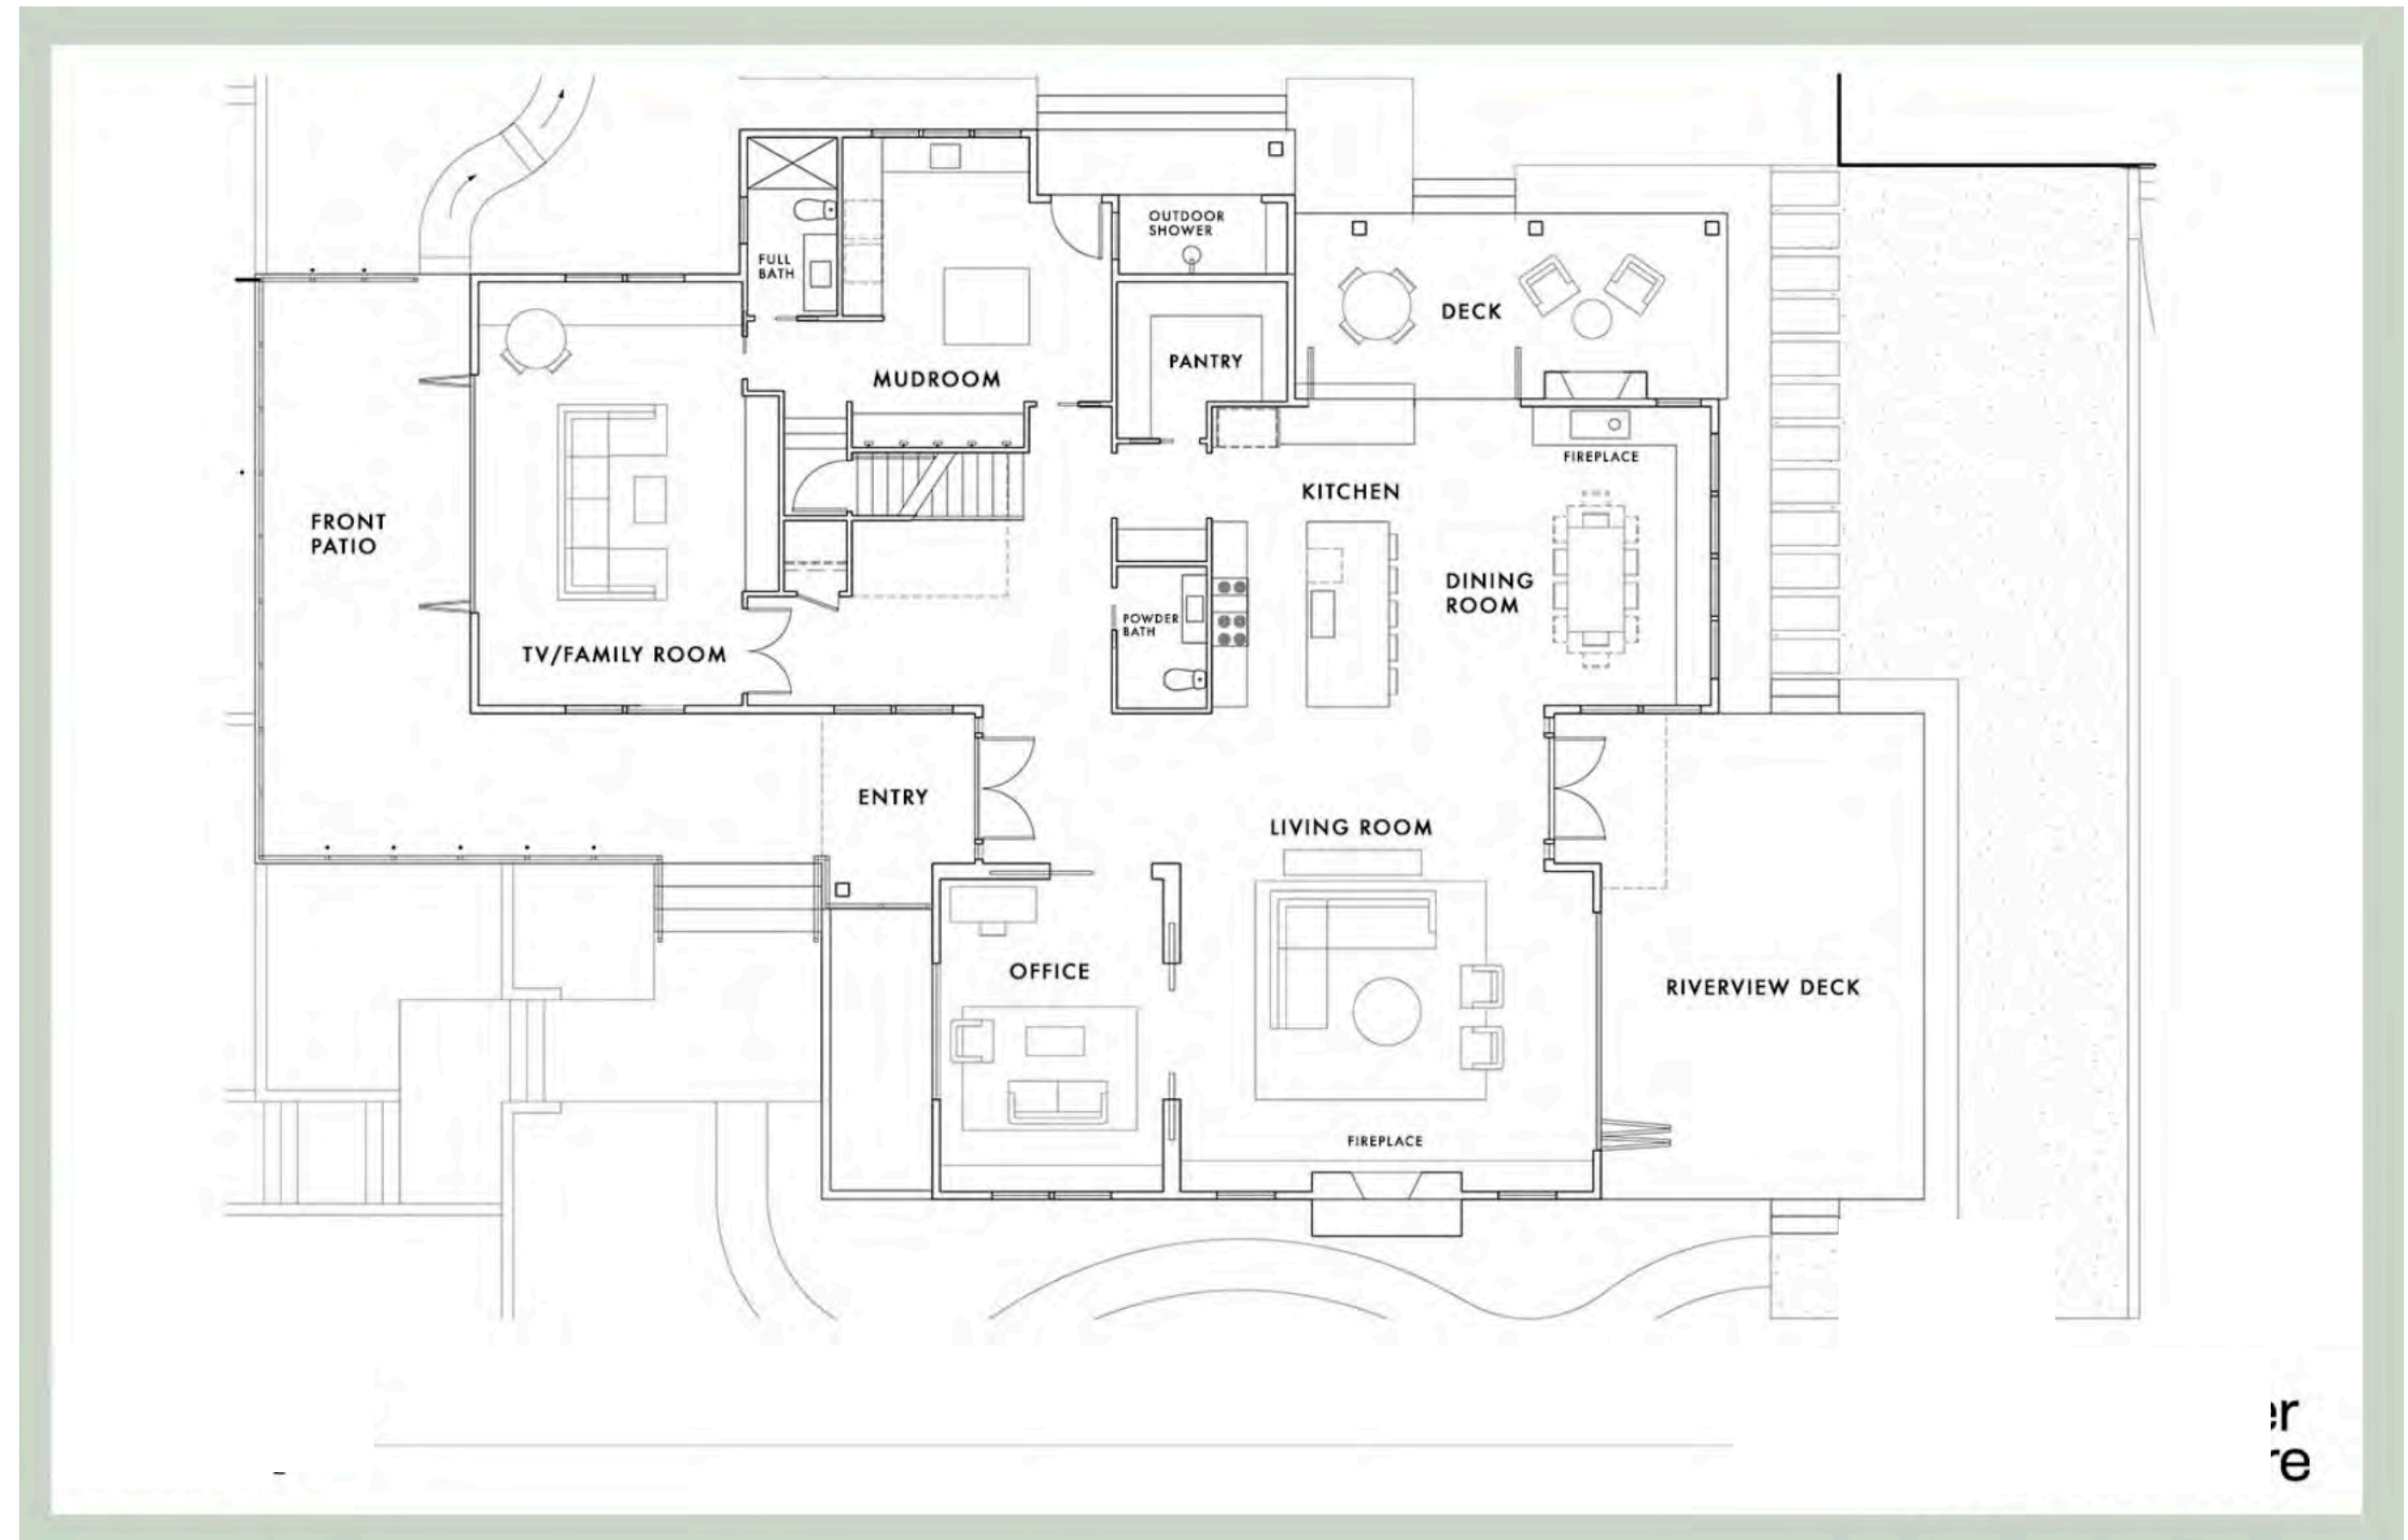 OUTDOOR
SHOWER
FULL
BATH
DECK
PANTRY
MUDROOM
FIREPLACE
KITCHEN
FRONT
PATIO
DINING
ROOM
POWDER
BATH
TV/FAMILY ROOM
ENTRY
LIVING ROOM
OFFICE
RIVERVIEW DECK
FIREPLACE